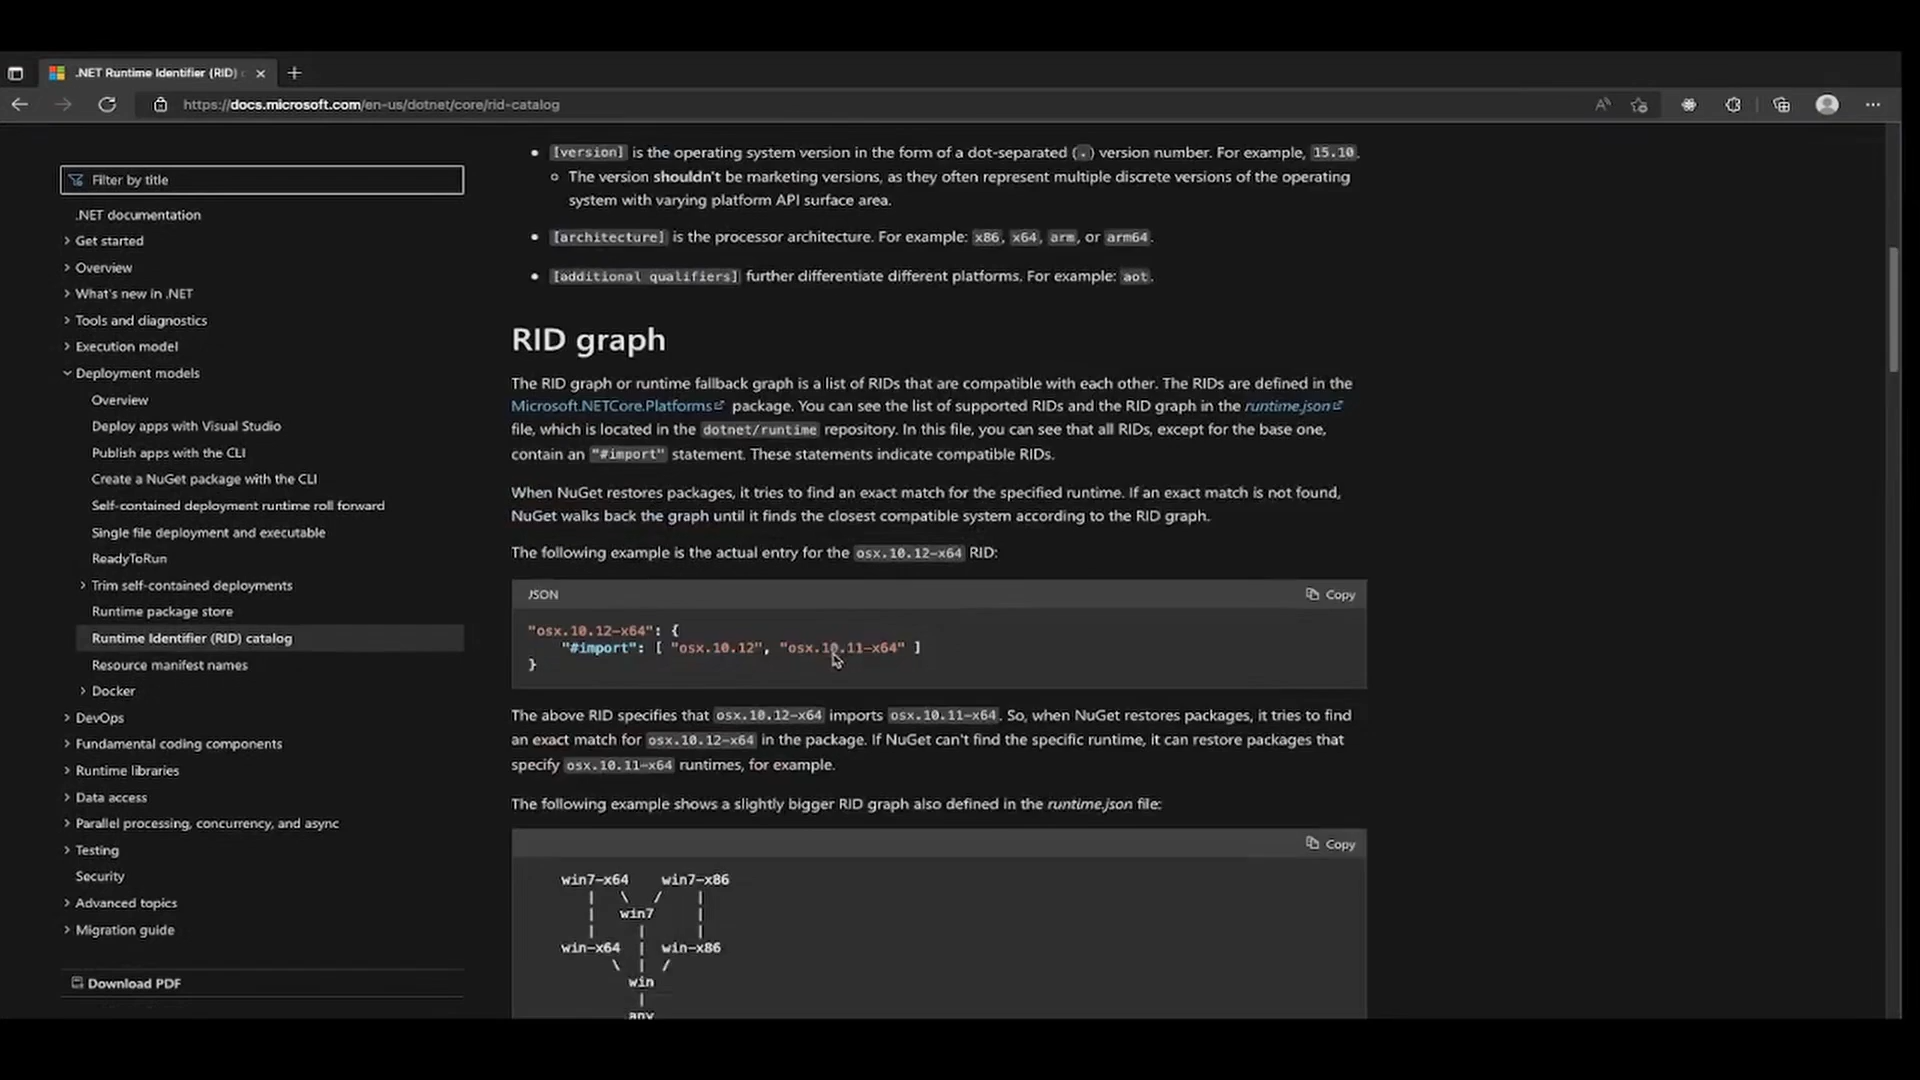 .NET Runtime Identifier (RID) c
https://docs.microsoft.com/en-us/dotnet/core/rid-catalog
Filter by title
.NET documentation
Get started
Overview
What's new in .NET
Tools and diagnostics
Execution model
Deployment models
Overview
Deploy apps with Visual Studio
Publish apps with the CLI
Create a NuGet package with the CLI
Self-contained deployment runtime roll forward
Single file deployment and executable
ReadyToRun
Trim self-contained deployments
Runtime package store
Runtime Identifier (RID) catalog
Resource manifest names
Docker
DevOps
Fundamental coding components
Runtime libraries
Data access
Parallel processing, concurrency, and async
Testing
Security
Advanced topics
Migration guide
Download PDF
[version] is the operating system version in the form of a dot-separated (.) version number. For example, 15.10.
The version shouldn't be marketing versions, as they often represent multiple discrete versions of the operating
system with varying platform API surface area.
[architecture] is the processor architecture. For example: x86, x64, arm, or arm64.
[additional qualifiers] further differentiate different platforms. For example: aot.
RID graph
The RID graph or runtime fallback graph is a list of RIDs that are compatible with each other. The RIDs are defined in the
Microsoft.NETCore.Platforms package. You can see the list of supported RIDs and the RID graph in the runtime.json
file, which is located in the dotnet/runtime repository. In this file, you can see that all RIDs, except for the base one,
contain an "#import" statement. These statements indicate compatible RIDs.
When NuGet restores packages, it tries to find an exact match for the specified runtime. If an exact match is not found,
NuGet walks back the graph until it finds the closest compatible system according to the RID graph.
The following example is the actual entry for the osx.10.12-x64 RID:
JSON Copy
"osx.10.12-x64": {
"#import": [ "osx.10.12", "osx.10.11-x64" ]
}
The above RID specifies that osx.10.12-x64 imports osx.10.11-x64. So, when NuGet restores packages, it tries to find
an exact match for osx.10.12-x64 in the package. If NuGet can't find the specific runtime, it can restore packages that
specify osx.10.11-x64 runtimes, for example.
The following example shows a slightly bigger RID graph also defined in the runtime.json file:
Copy
win7-x64 win7-x86
| \ / |
| win7 |
| | |
win-x64 | win-x86
\ | /
win
|
any